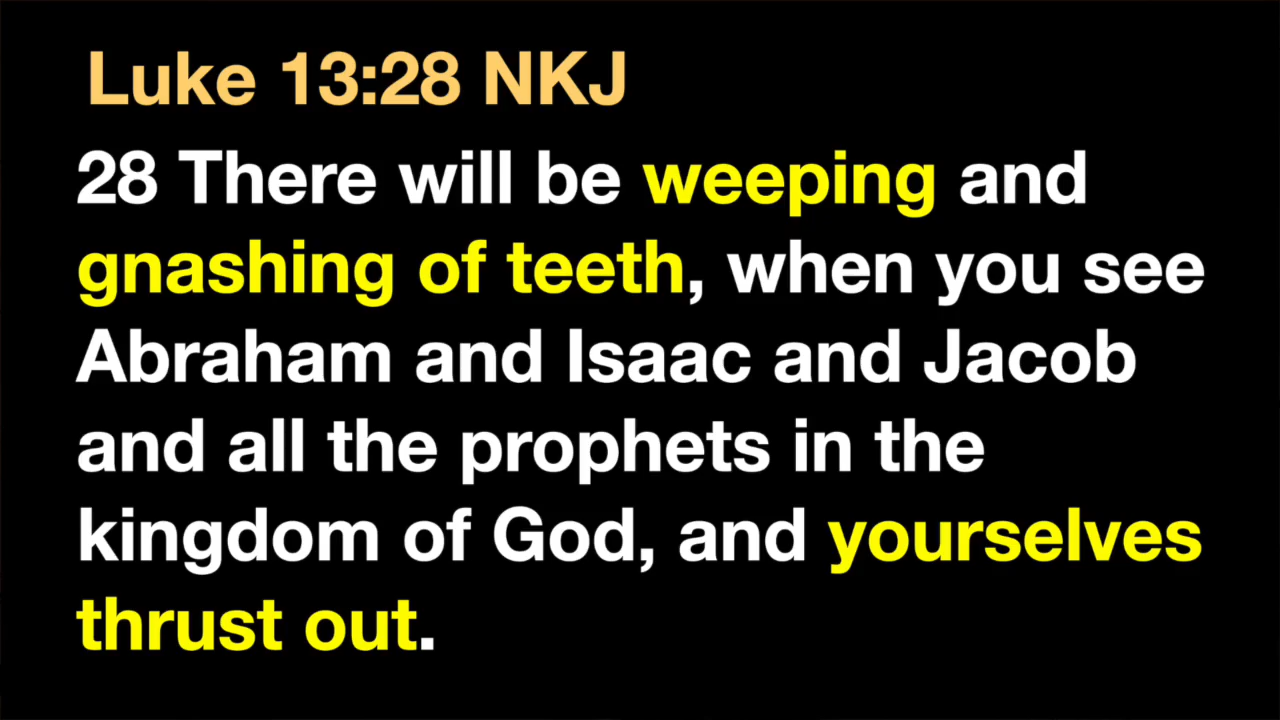 Luke 13:28 NKJ
28 There will be weeping and
gnashing of teeth, when you see
Abraham and Isaac and Jacob
and all the prophets in the
kingdom of God, and yourselves
thrust out.